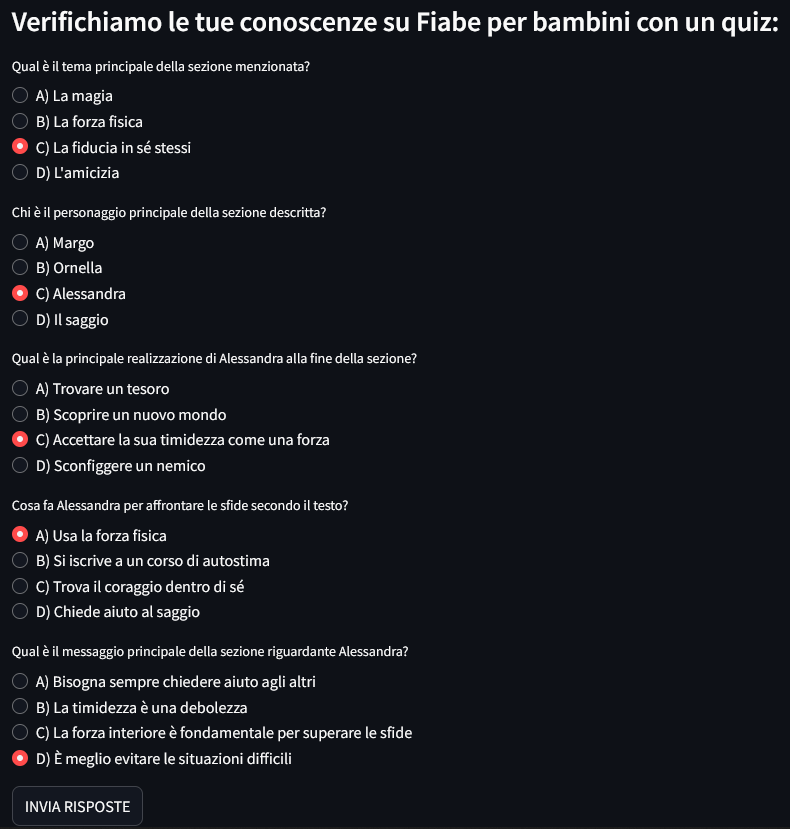 Verifichiamo le tue conoscenze su Fiabe per bambini con un quiz:
Qual è il tema principale della sezione menzionata?
A) La magia
B) La forza fisica
C) La fiducia in sé stessi
D) L'amicizia
Chi è il personaggio principale della sezione descritta?
A) Margo
B) Ornella
C) Alessandra
D) Il saggio
Qual è la principale realizzazione di Alessandra alla fine della sezione?
A) Trovare un tesoro
B) Scoprire un nuovo mondo
C) Accettare la sua timidezza come una forza
D) Sconfiggere un nemico
Cosa fa Alessandra per affrontare le sfide secondo il testo?
A) Usa la forza fisica
B) Si iscrive a un corso di autostima
C) Trova il coraggio dentro di sé
D) Chiede aiuto al saggio
Qual è il messaggio principale della sezione riguardante Alessandra?
A) Bisogna sempre chiedere aiuto agli altri
B) La timidezza è una debolezza
C) La forza interiore è fondamentale per superare le sfide
D) È meglio evitare le situazioni difficili
INVIA RISPOSTE